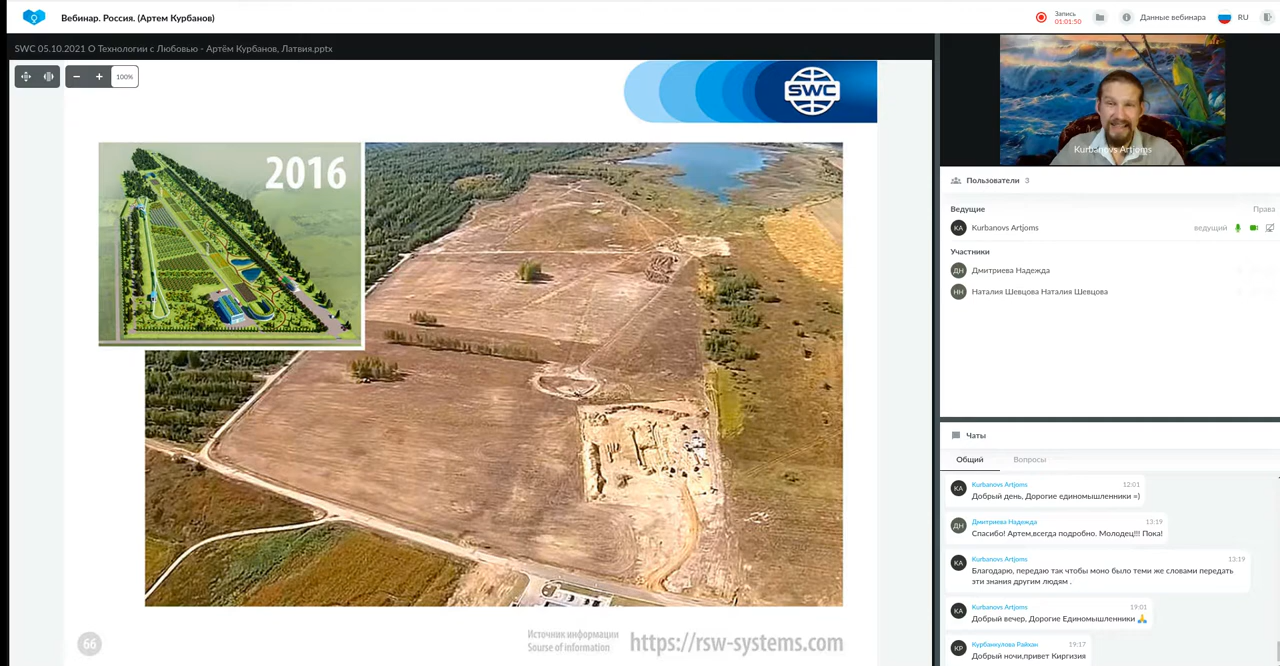 Вебинар. Россия. (Артем Курбанов)
Запись
01:01:50
Данные вебинара
RU
SWC 05.10.2021 О Технологии с Любовью - Артём Курбанов, Латвия.pptx
100%
SWC
2016
66
Источник информации
Sourse of information
https://rsw-systems.com
Kurbanovs Artjoms
Пользователи 3
Ведущие
Права
KA
Kurbanovs Artjoms
ведущий
Участники
ДН
Дмитриева Надежда
НН
Наталия Шевцова Наталия Шевцова
Чаты
Общий
Вопросы
KA
Kurbanovs Artjoms
12:01
Добрый день, Дорогие единомышленники =)
ДН
Дмитриева Надежда
13:19
Спасибо! Артем,всегда подробно. Молодец!!! Пока!
KA
Kurbanovs Artjoms
13:19
Благодарю, передаю так чтобы моно было теми же словами передать
эти знания другим людям .
KA
Kurbanovs Artjoms
19:01
Добрый вечер, Дорогие Единомышленники 🙏
КР
Курбанкулова Райхан
19:17
Добрый ночи,привет Киргизия